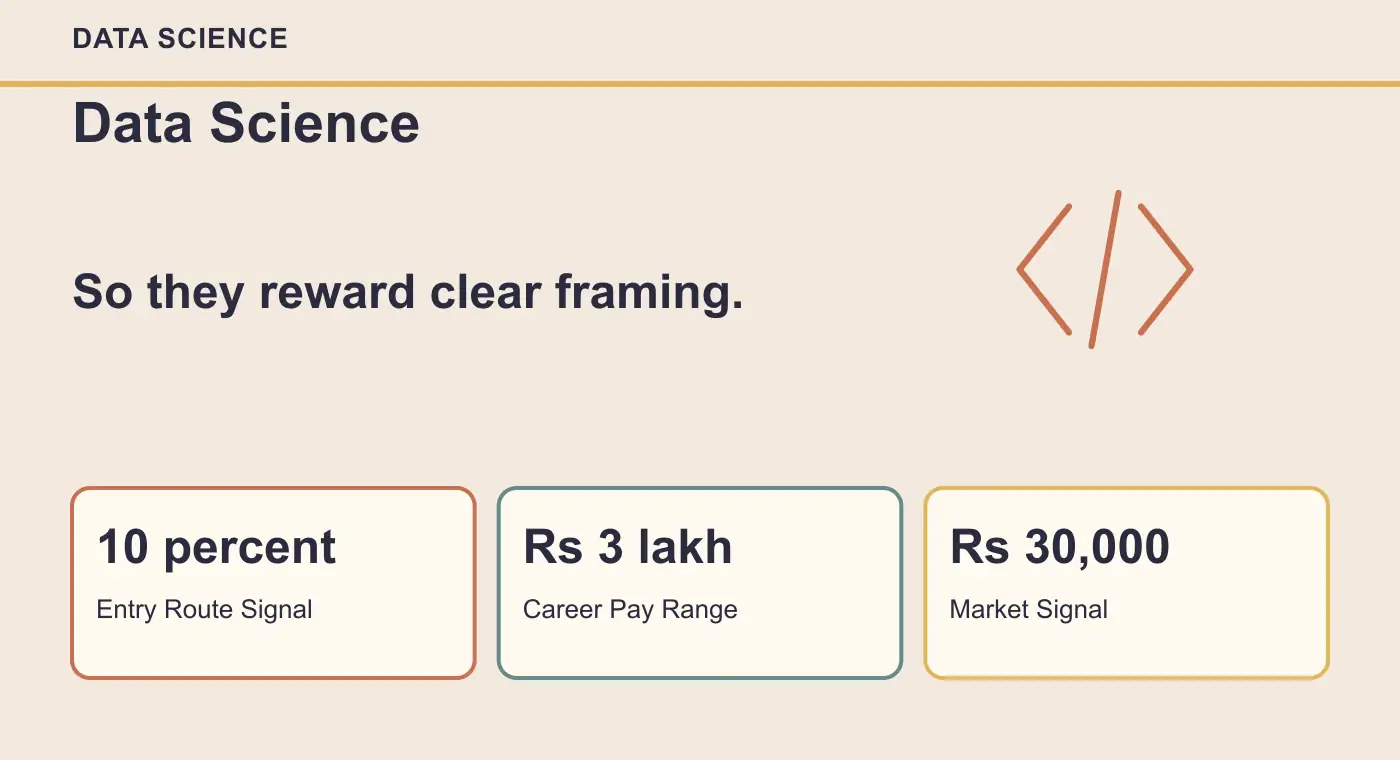 DATA SCIENCE
Data Science
So they reward clear framing.
10 percent
Entry Route Signal
Rs 3 lakh
Career Pay Range
Rs 30,000
Market Signal